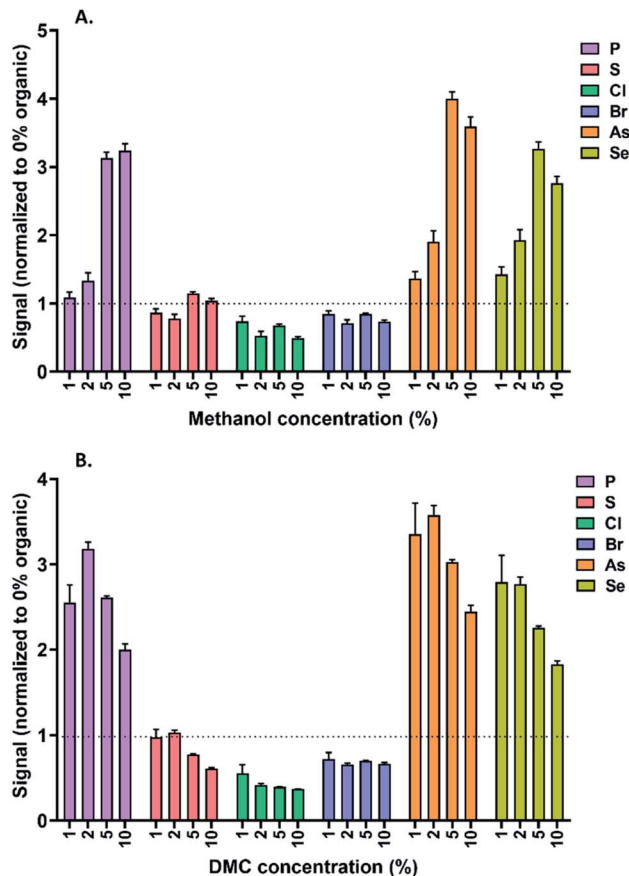 A.
Signal (normalized to 0% organic)
5
4
3
2
1
0
P
S
Cl
Br
As
Se
1 2 5 10 1 2 5 10 1 2 5 10 1 2 5 10 1 2 5 10 1 2 5 10
Methanol concentration (%)
B.
Signal (normalized to 0% organic)
4
3
2
1
0
P
S
Cl
Br
As
Se
1 2 5 10 1 2 5 10 1 2 5 10 1 2 5 10 1 2 5 10 1 2 5 10
DMC concentration (%)